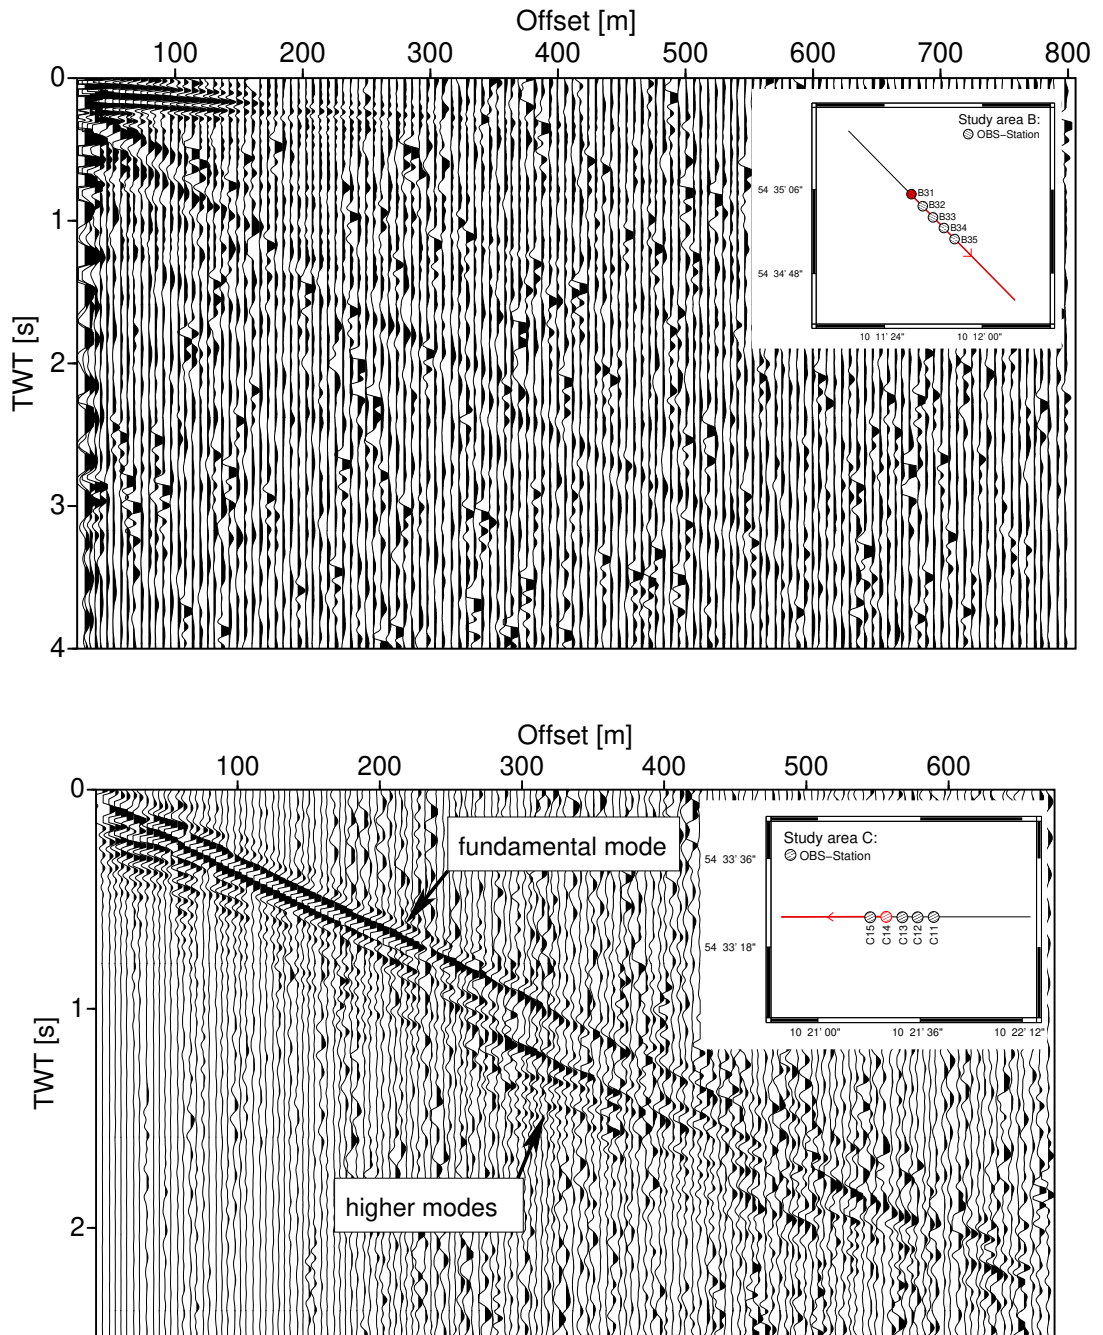 Offset [m]
100 200 300 400 500 600 700 800
0
1
2
3
4
TWT [s]
Study area B:
OBS–Station
54 35' 06"
54 34' 48"
B31
B32
B33
B34
B35
10 11' 24" 10 12' 00"
Offset [m]
100 200 300 400 500 600
0
1
2
TWT [s]
fundamental mode
higher modes
Study area C:
OBS–Station
54 33' 36"
54 33' 18"
C15 C14 C13 C12 C11
10 21' 00" 10 21' 36" 10 22' 12"